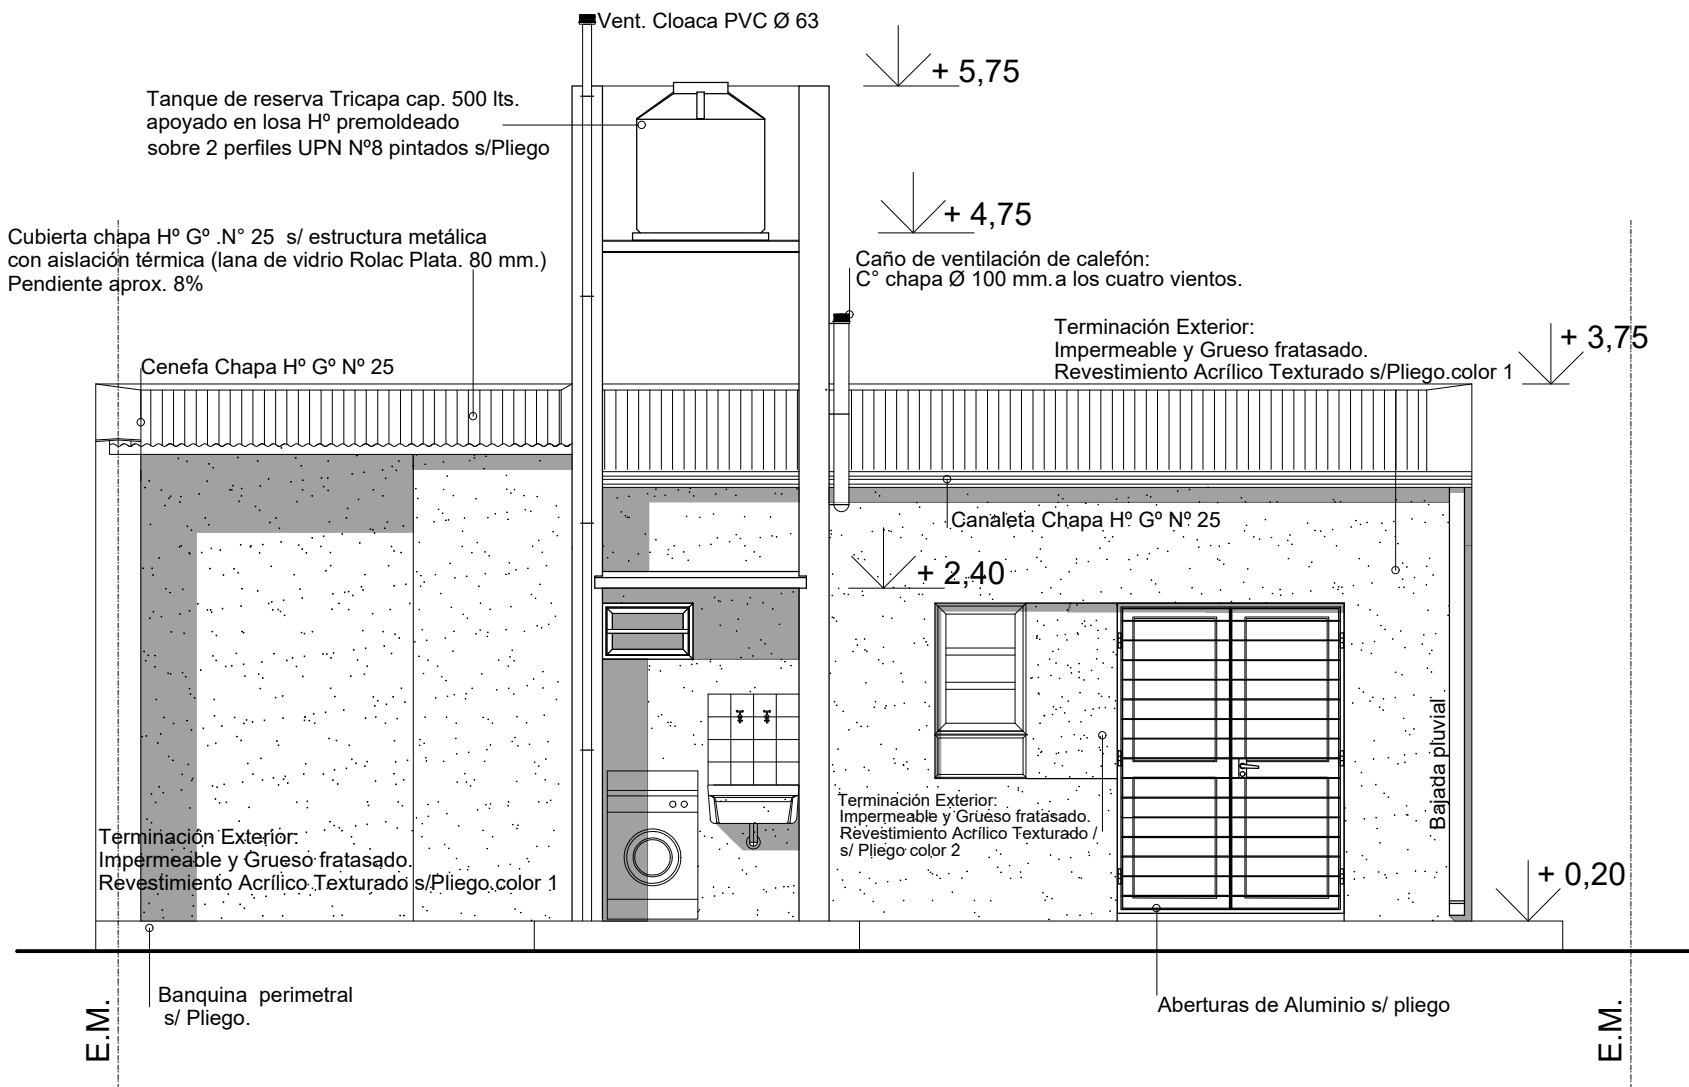 Vent. Cloaca PVC Ø 63
+ 5,75
Tanque de reserva Tricapa cap. 500 lts.
apoyado en losa Hº premoldeado
sobre 2 perfiles UPN Nº8 pintados s/Pliego
+ 4,75
Cubierta chapa Hº Gº .N° 25 s/ estructura metálica
con aislación térmica (lana de vidrio Rolac Plata. 80 mm.)
Pendiente aprox. 8%
Caño de ventilación de calefón:
C° chapa Ø 100 mm.a los cuatro vientos.
Terminación Exterior:
Impermeable y Grueso fratasado.
Revestimiento Acrílico Texturado s/Pliego.color 1
+ 3,75
Cenefa Chapa Hº Gº Nº 25
Canaleta Chapa Hº Gº Nº 25
+ 2,40
Bajada pluvial
Terminación Exterior:
Impermeable y Grueso fratasado.
Revestimiento Acrílico Texturado /
s/ Pliego color 2
Terminación Exterior:
Impermeable y Grueso fratasado.
Revestimiento Acrílico Texturado s/Pliego.color 1
+ 0,20
Banquina perimetral
s/ Pliego.
Aberturas de Aluminio s/ pliego
E.M.
E.M.